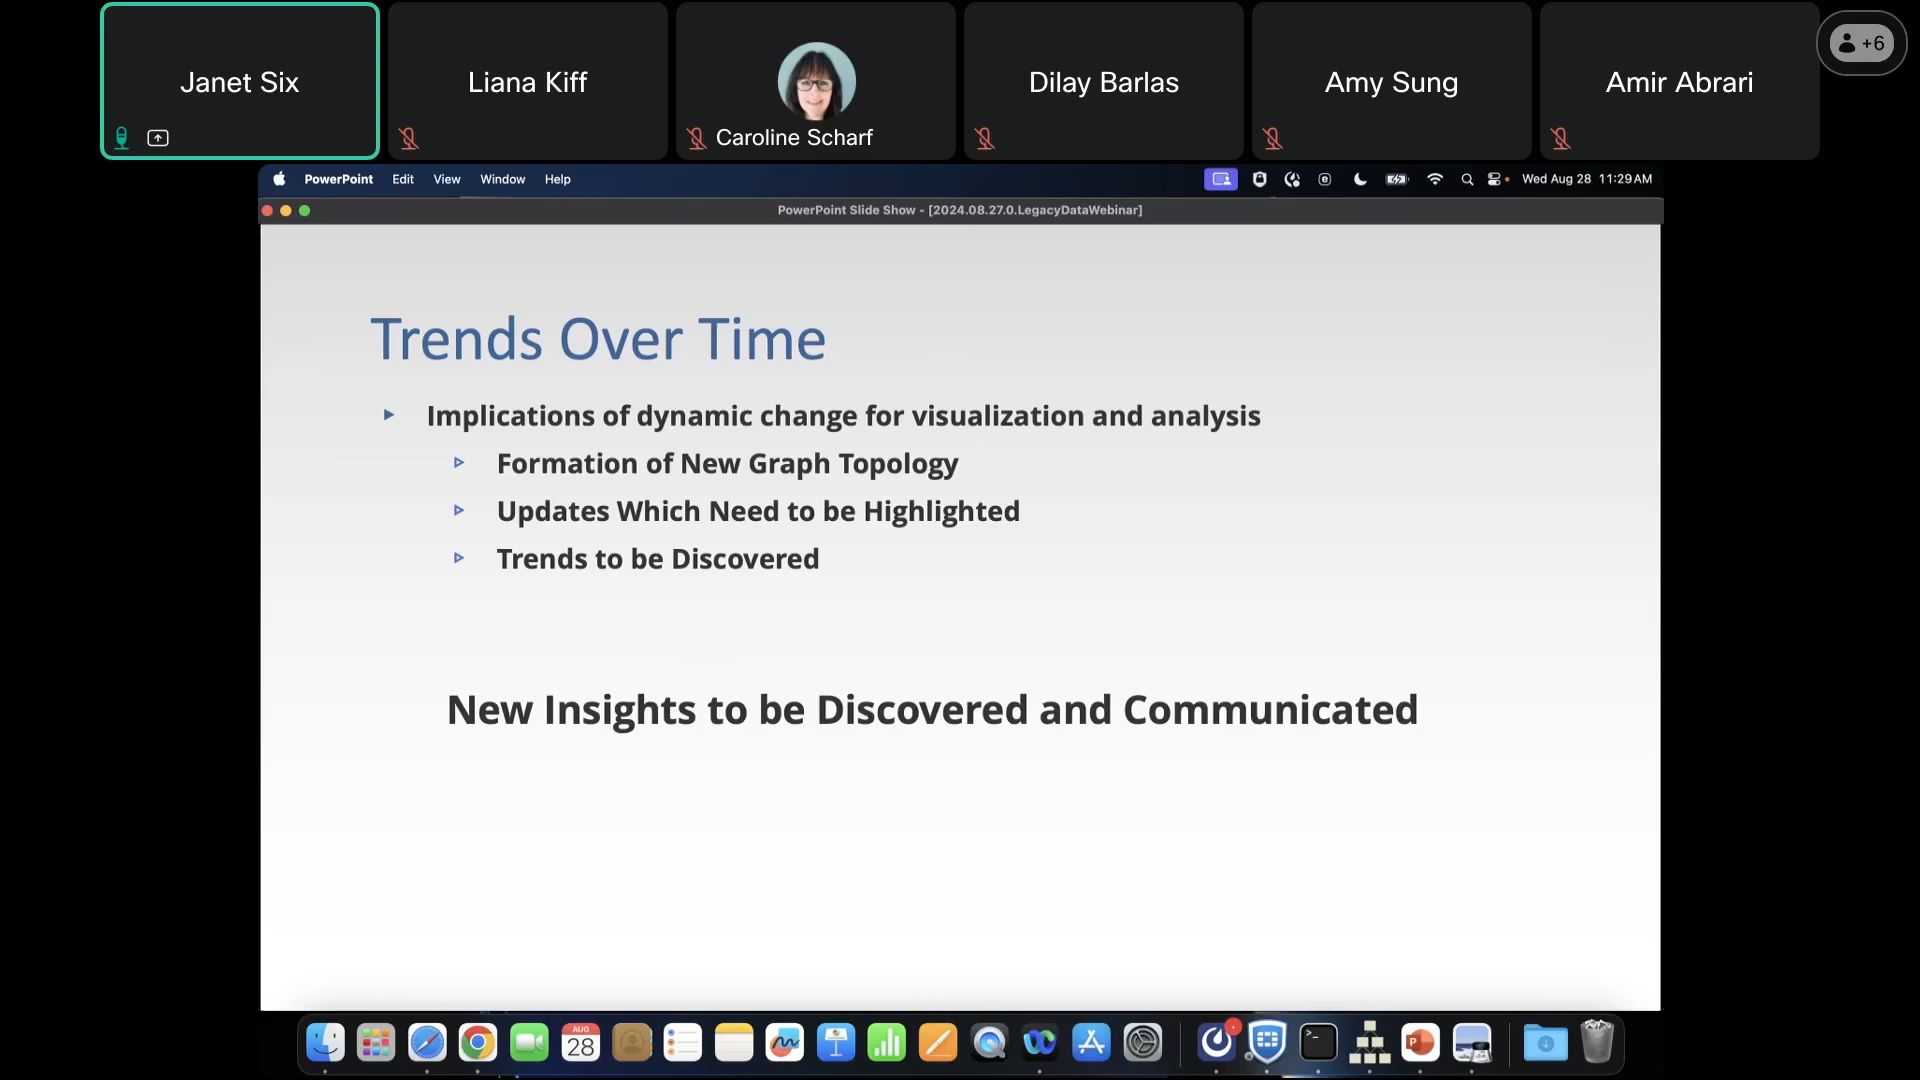 Janet Six
Liana Kiff
Caroline Scharf
Dilay Barlas
Amy Sung
Amir Abrari
+6
PowerPoint Edit View Window Help
Wed Aug 28 11:29 AM
PowerPoint Slide Show - [2024.08.27.0.LegacyDataWebinar]
Trends Over Time
Implications of dynamic change for visualization and analysis
Formation of New Graph Topology
Updates Which Need to be Highlighted
Trends to be Discovered
New Insights to be Discovered and Communicated
AUG
28